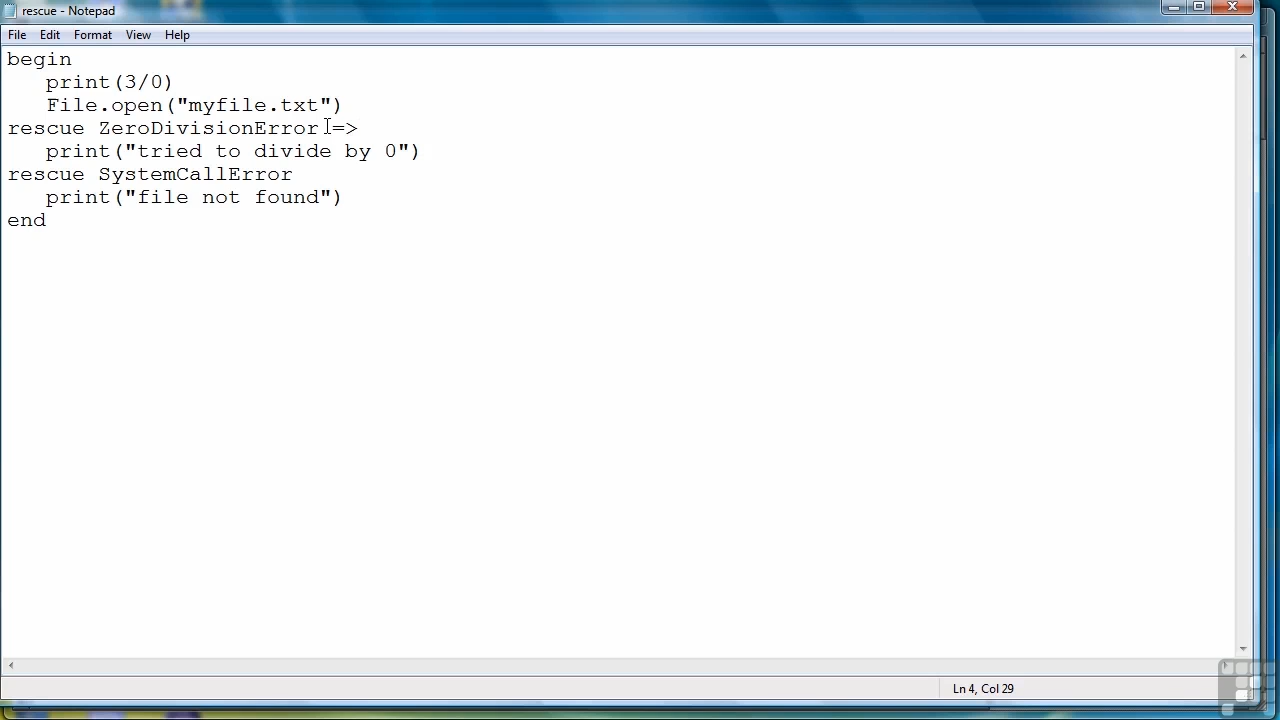 rescue - Notepad
File Edit Format View Help
begin
   print(3/0)
   File.open("myfile.txt")
rescue ZeroDivisionError =>
   print("tried to divide by 0")
rescue SystemCallError
   print("file not found")
end
Ln 4, Col 29